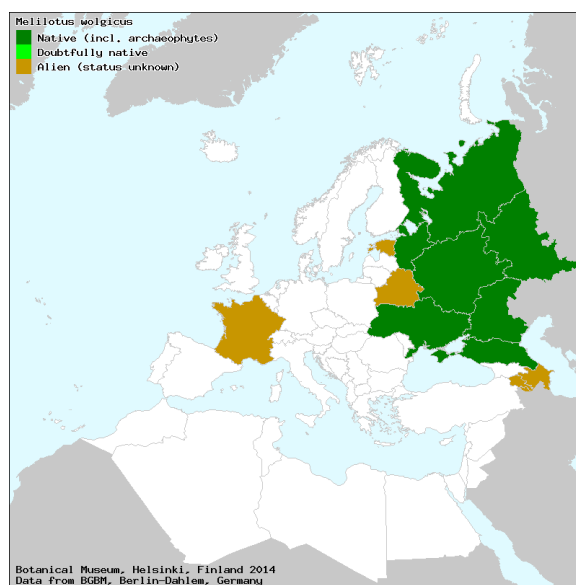 Melilotus wolgicus
Native (incl. archaeophytes)
Doubtfully native
Alien (status unknown)
Botanical Museum, Helsinki, Finland 2014
Data from BGBM, Berlin-Dahlem, Germany